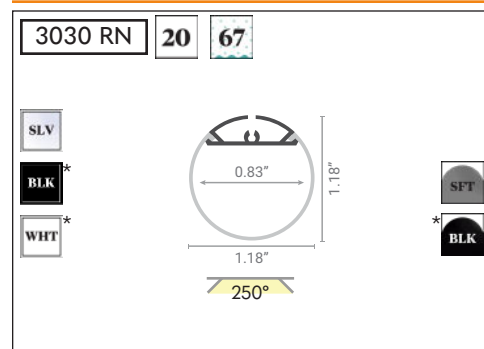 3030 RN 20 67
SLV
BLK*
WHT*
0.83”
1.18”
1.18”
250°
SFT
*BLK